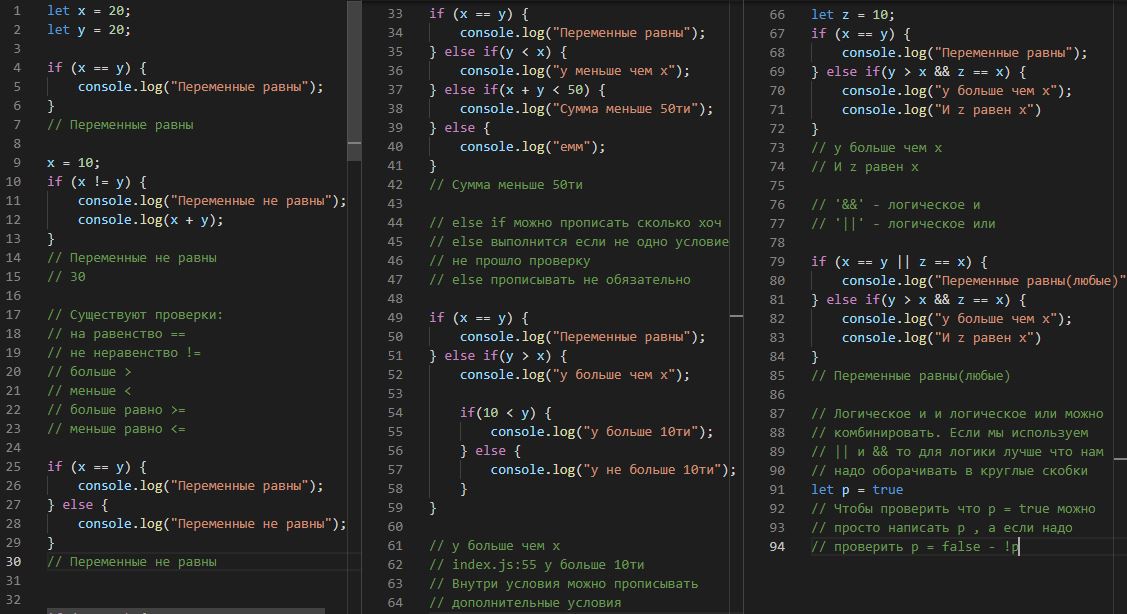 1 let x = 20;
2 let y = 20;
3
4 if (x == y) {
5 console.log("Переменные равны");
6 }
7 // Переменные равны
8
9 x = 10;
10 if (x != y) {
11 console.log("Переменные не равны");
12 console.log(x + y);
13 }
14 // Переменные не равны
15 // 30
16
17 // Существуют проверки:
18 // на равенство ==
19 // не неравенство !=
20 // больше >
21 // меньше <
22 // больше равно >=
23 // меньше равно <=
24
25 if (x == y) {
26 console.log("Переменные равны");
27 } else {
28 console.log("Переменные не равны");
29 }
30 // Переменные не равны
31
32
33 if (x == y) {
34 console.log("Переменные равны");
35 } else if(y < x) {
36 console.log("у меньше чем х");
37 } else if(x + y < 50) {
38 console.log("Сумма меньше 50ти");
39 } else {
40 console.log("емм");
41 }
42 // Сумма меньше 50ти
43
44 // else if можно прописать сколько хоч
45 // else выполнится если не одно условие
46 // не прошло проверку
47 // else прописывать не обязательно
48
49 if (x == y) {
50 console.log("Переменные равны");
51 } else if(y > x) {
52 console.log("у больше чем х");
53
54 if(10 < y) {
55 console.log("у больше 10ти");
56 } else {
57 console.log("у не больше 10ти");
58 }
59 }
60
61 // у больше чем х
62 // index.js:55 у больше 10ти
63 // Внутри условия можно прописывать
64 // дополнительные условия
66 let z = 10;
67 if (x == y) {
68 console.log("Переменные равны");
69 } else if(y > x && z == x) {
70 console.log("у больше чем х");
71 console.log("И z равен х")
72 }
73 // у больше чем х
74 // И z равен х
75
76 // '&&' - логическое и
77 // '||' - логическое или
78
79 if (x == y || z == x) {
80 console.log("Переменные равны(любые)"
81 } else if(y > x && z == x) {
82 console.log("у больше чем х");
83 console.log("И z равен х")
84 }
85 // Переменные равны(любые)
86
87 // Логическое и и логическое или можно
88 // комбинировать. Если мы используем
89 // || и && то для логики лучше что нам
90 // надо оборачивать в круглые скобки
91 let p = true
92 // Чтобы проверить что p = true можно
93 // просто написать p , а если надо
94 // проверить p = false - !p